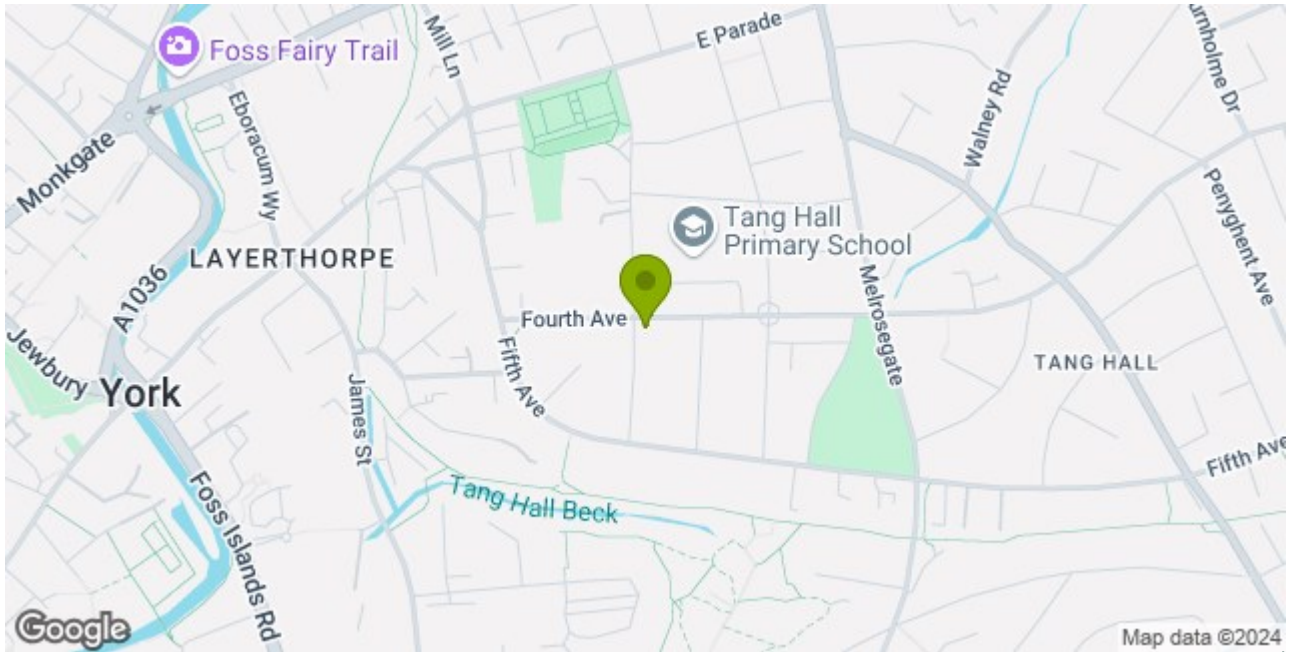 Foss Fairy Trail
Mill Ln
E Parade
Eboracum Wy
Monkgate
Walney Rd
Penyghent Ave
LAYERTHORPE
A1036
Tang Hall
Primary School
Fourth Ave
Melrosegate
TANG HALL
Jewbury
York
James St
Fifth Ave
Fifth Ave
Foss Islands Rd
Tang Hall Beck
Google
Map data ©2024